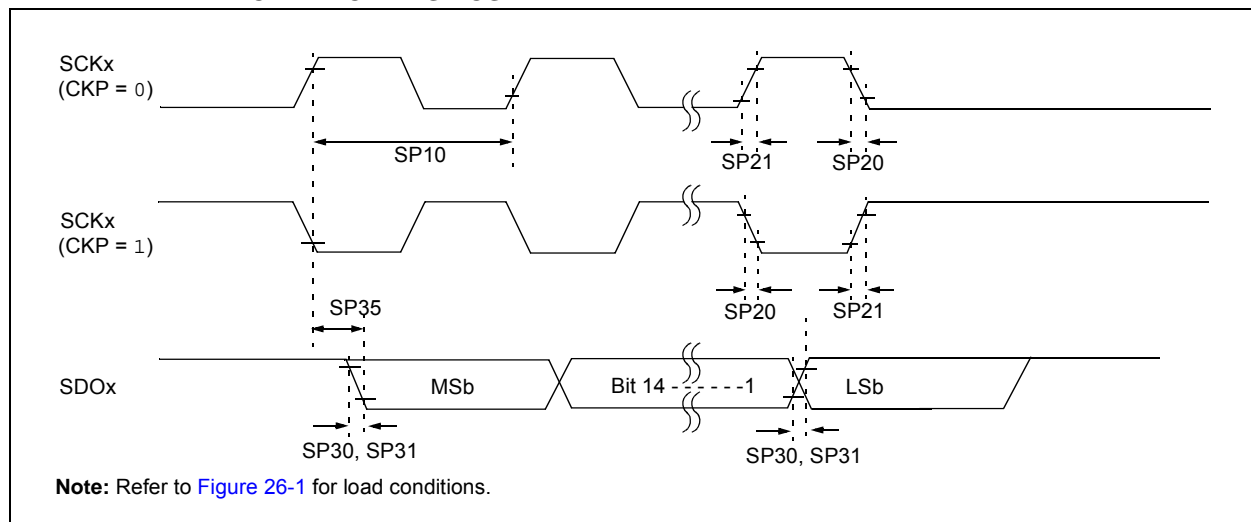 SCKx
(CKP = 0)
SP10
SP21
SP20
SCKx
(CKP = 1)
SP35
SP20
SP21
SDOx
MSb
Bit 14 - - - - - -1
LSb
SP30, SP31
SP30, SP31
Note: Refer to Figure 26-1 for load conditions.